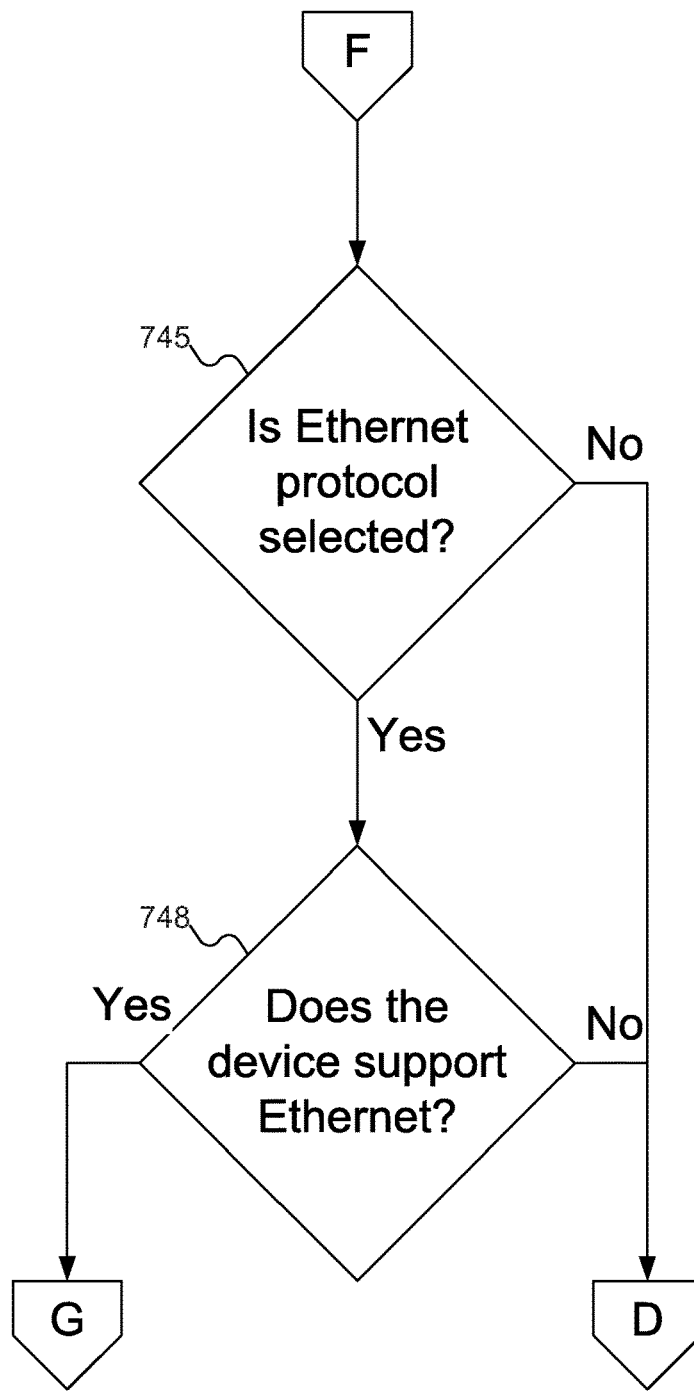 F
745
Is Ethernet
protocol
selected?
No
Yes
748
Yes
Does the
device support
Ethernet?
No
G
D